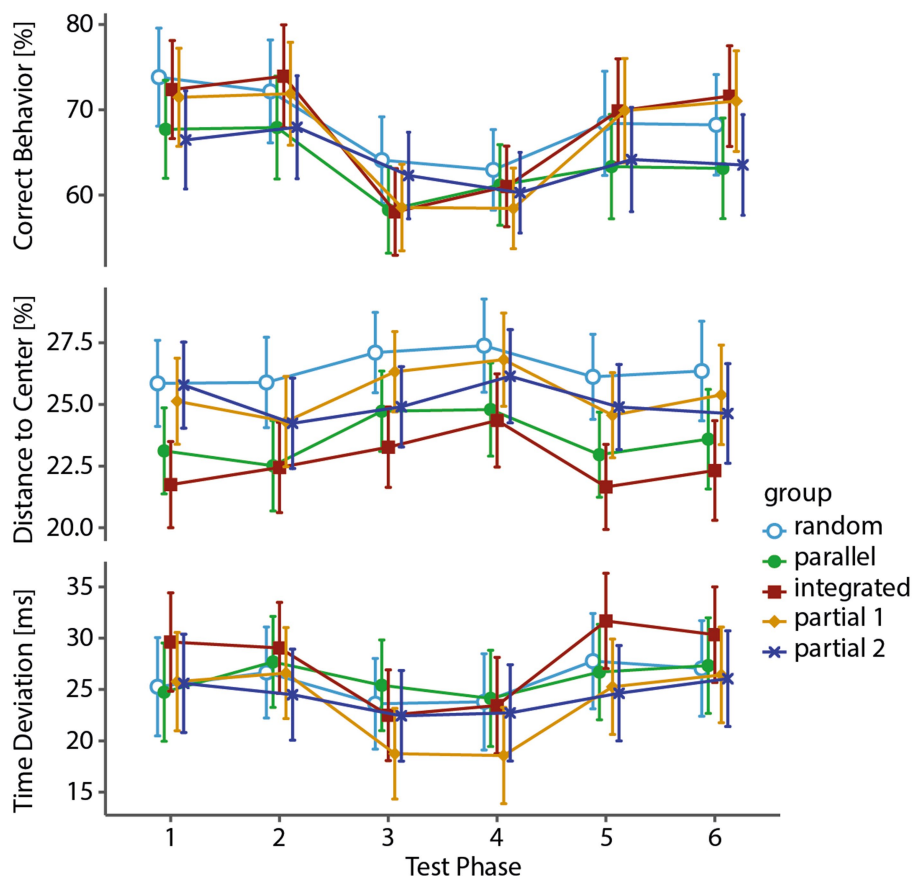 Correct Behavior [%]
80
70
60
Distance to Center [%]
27.5
25.0
22.5
20.0
Time Deviation [ms]
35
30
25
20
15
1 2 3 4 5 6
Test Phase
group
random
parallel
integrated
partial 1
partial 2